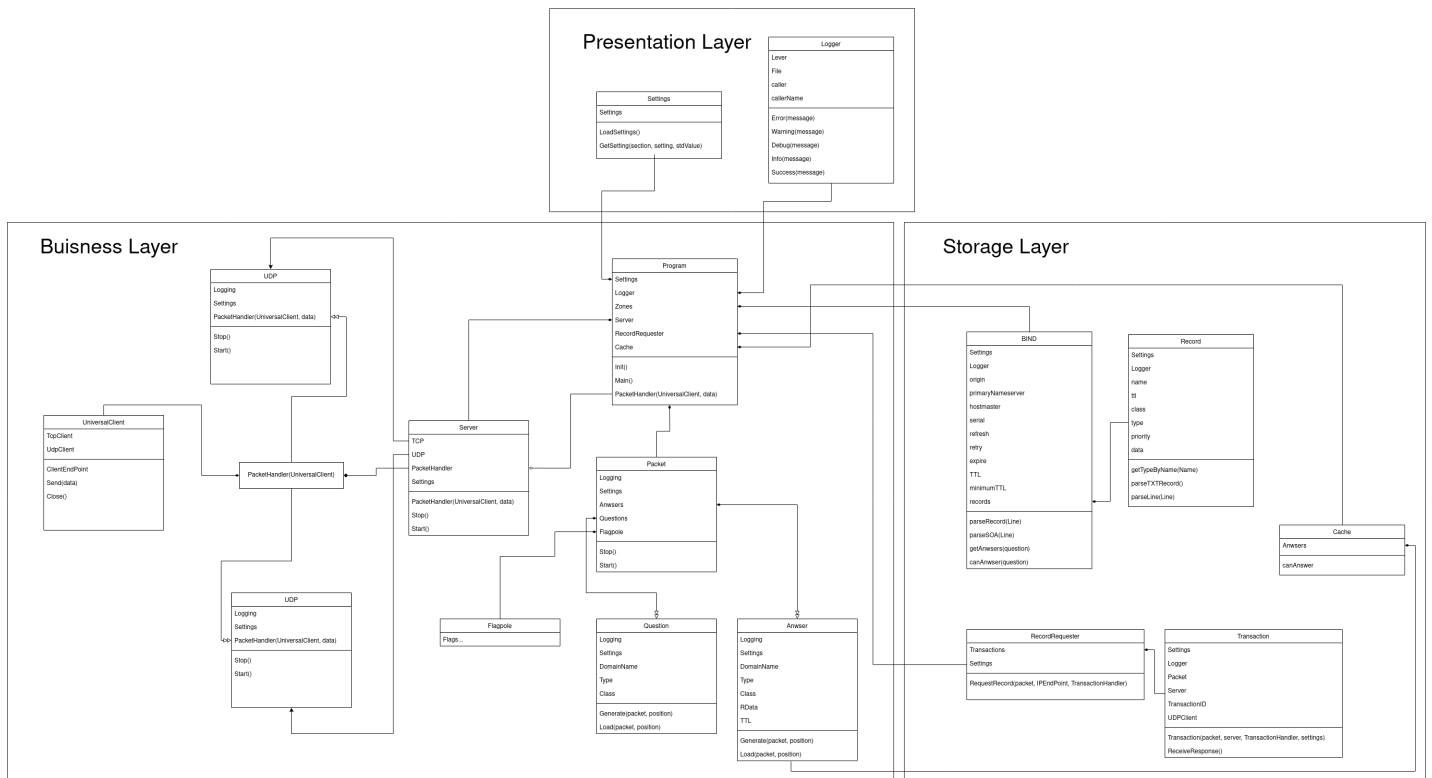 Presentation Layer
Logger
Lever
File
caller
callerName
Error(message)
Warning(message)
Debug(message)
Info(message)
Success(message)
Settings
Settings
LoadSettings()
GetSetting(section, setting, stdValue)
Buisness Layer
UDP
Logging
Settings
PacketHandler(UniversalClient, data)
Stop()
Start()
Program
Settings
Logger
Zones
Server
RecordRequester
Cache
Init()
Main()
PacketHandler(UniversalClient, data)
UniversalClient
TcpClient
UdpClient
ClientEndPoint
Send(data)
Close()
PacketHandler(UniversalClient)
Server
TCP
UDP
PacketHandler
Settings
PacketHandler(UniversalClient, data)
Stop()
Start()
Packet
Logging
Settings
Anwsers
Questions
Flagpole
Stop()
Start()
UDP
Logging
Settings
PacketHandler(UniversalClient, data)
Stop()
Start()
Flagpole
Flags...
Question
Logging
Settings
DomainName
Type
Class
Generate(packet, position)
Load(packet, position)
Anwser
Logging
Settings
DomainName
Type
Class
RData
TTL
Generate(packet, position)
Load(packet, position)
Storage Layer
BIND
Settings
Logger
origin
primaryNameserver
hostmaster
serial
refresh
retry
expire
TTL
minimumTTL
records
parseRecord(Line)
parseSOA(Line)
getAnwsers(question)
canAnwser(question)
Record
Settings
Logger
name
ttl
class
type
priority
data
getTypeByName(Name)
parseTXTRecord()
parseLine(Line)
Cache
Anwsers
canAnswer
RecordRequester
Transactions
Settings
RequestRecord(packet, IPEndPoint, TransactionHandler)
Transaction
Settings
Logger
Packet
Server
TransactionID
UDPClient
Transaction(packet, server, TransactionHandler, settings)
ReceiveResponse()